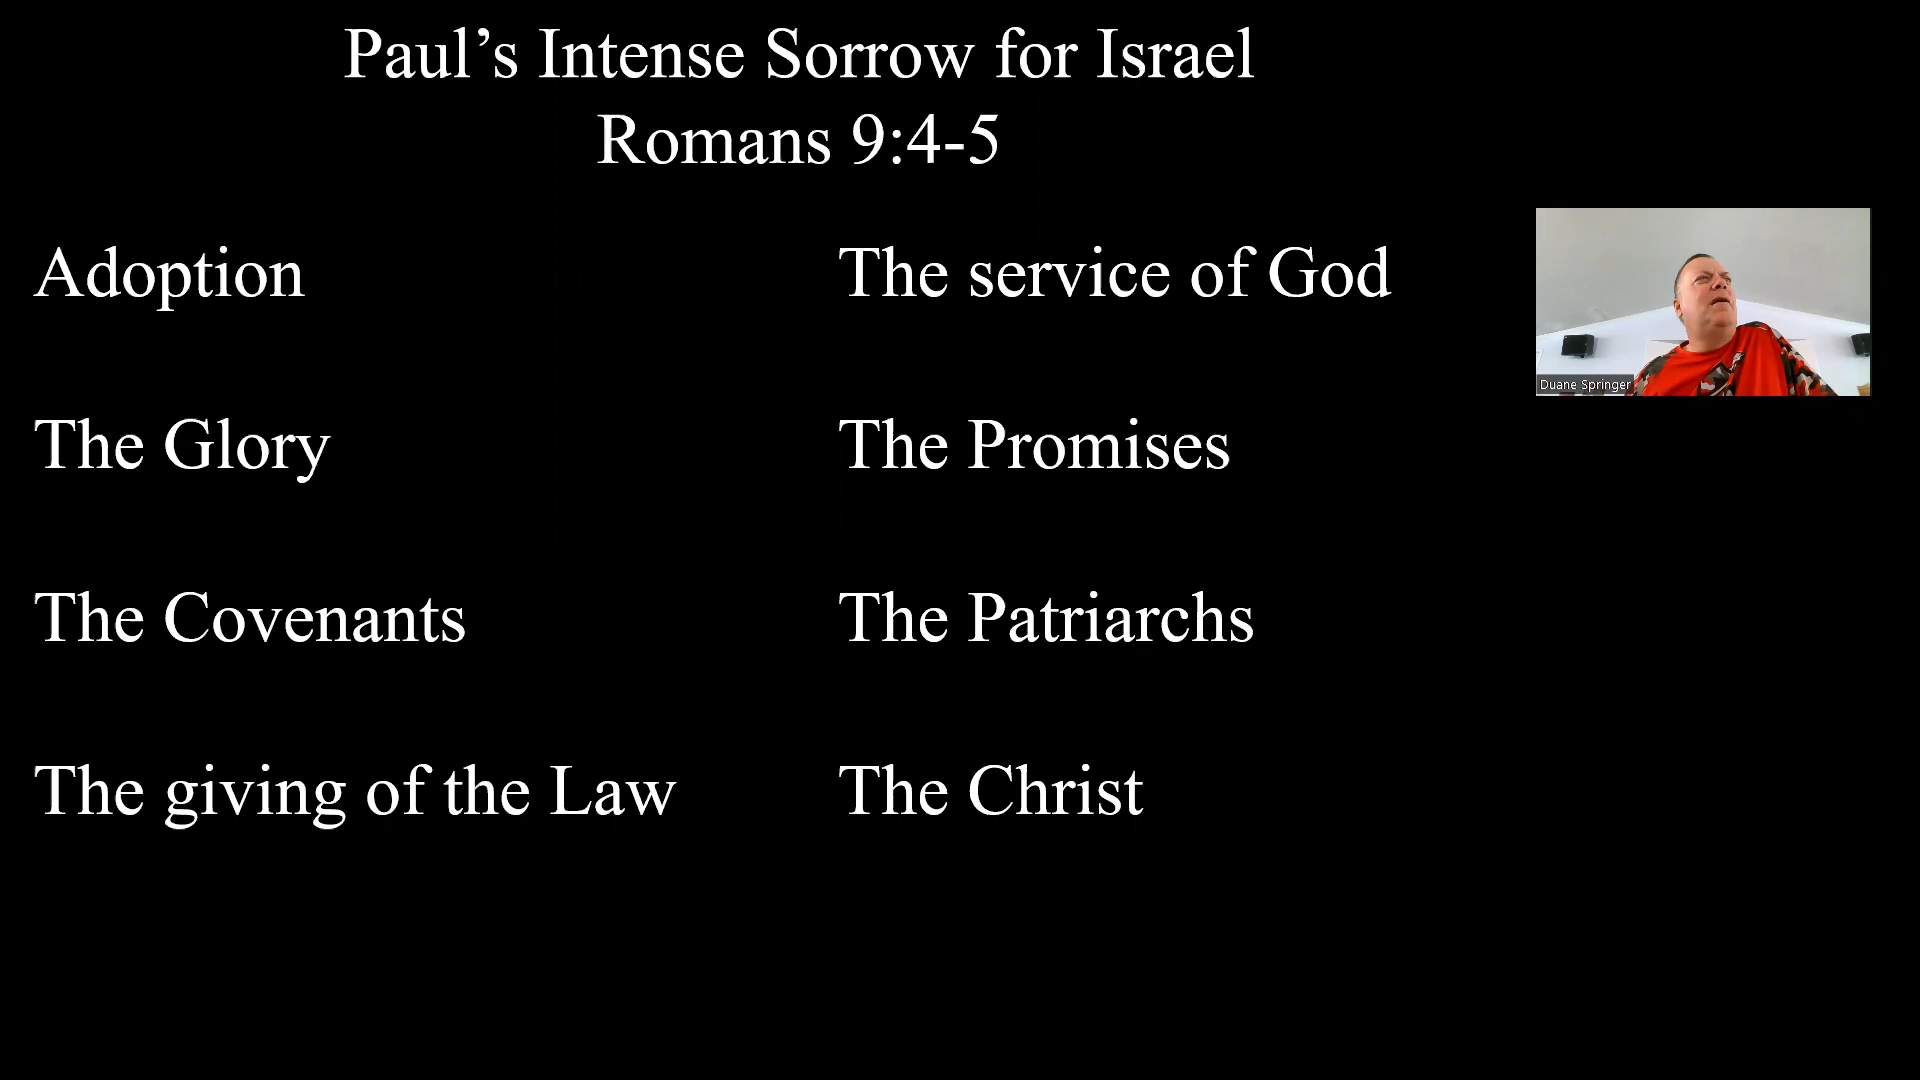 Paul’s Intense Sorrow for Israel
Romans 9:4-5
Adoption
The Glory
The Covenants
The giving of the Law
The service of God
The Promises
The Patriarchs
The Christ
Duane Springer